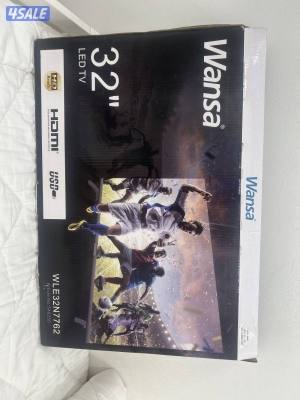 4SALE
Wansa
32"
LED TV
HD
HDMI
USB
WLE32N7762
Wansa